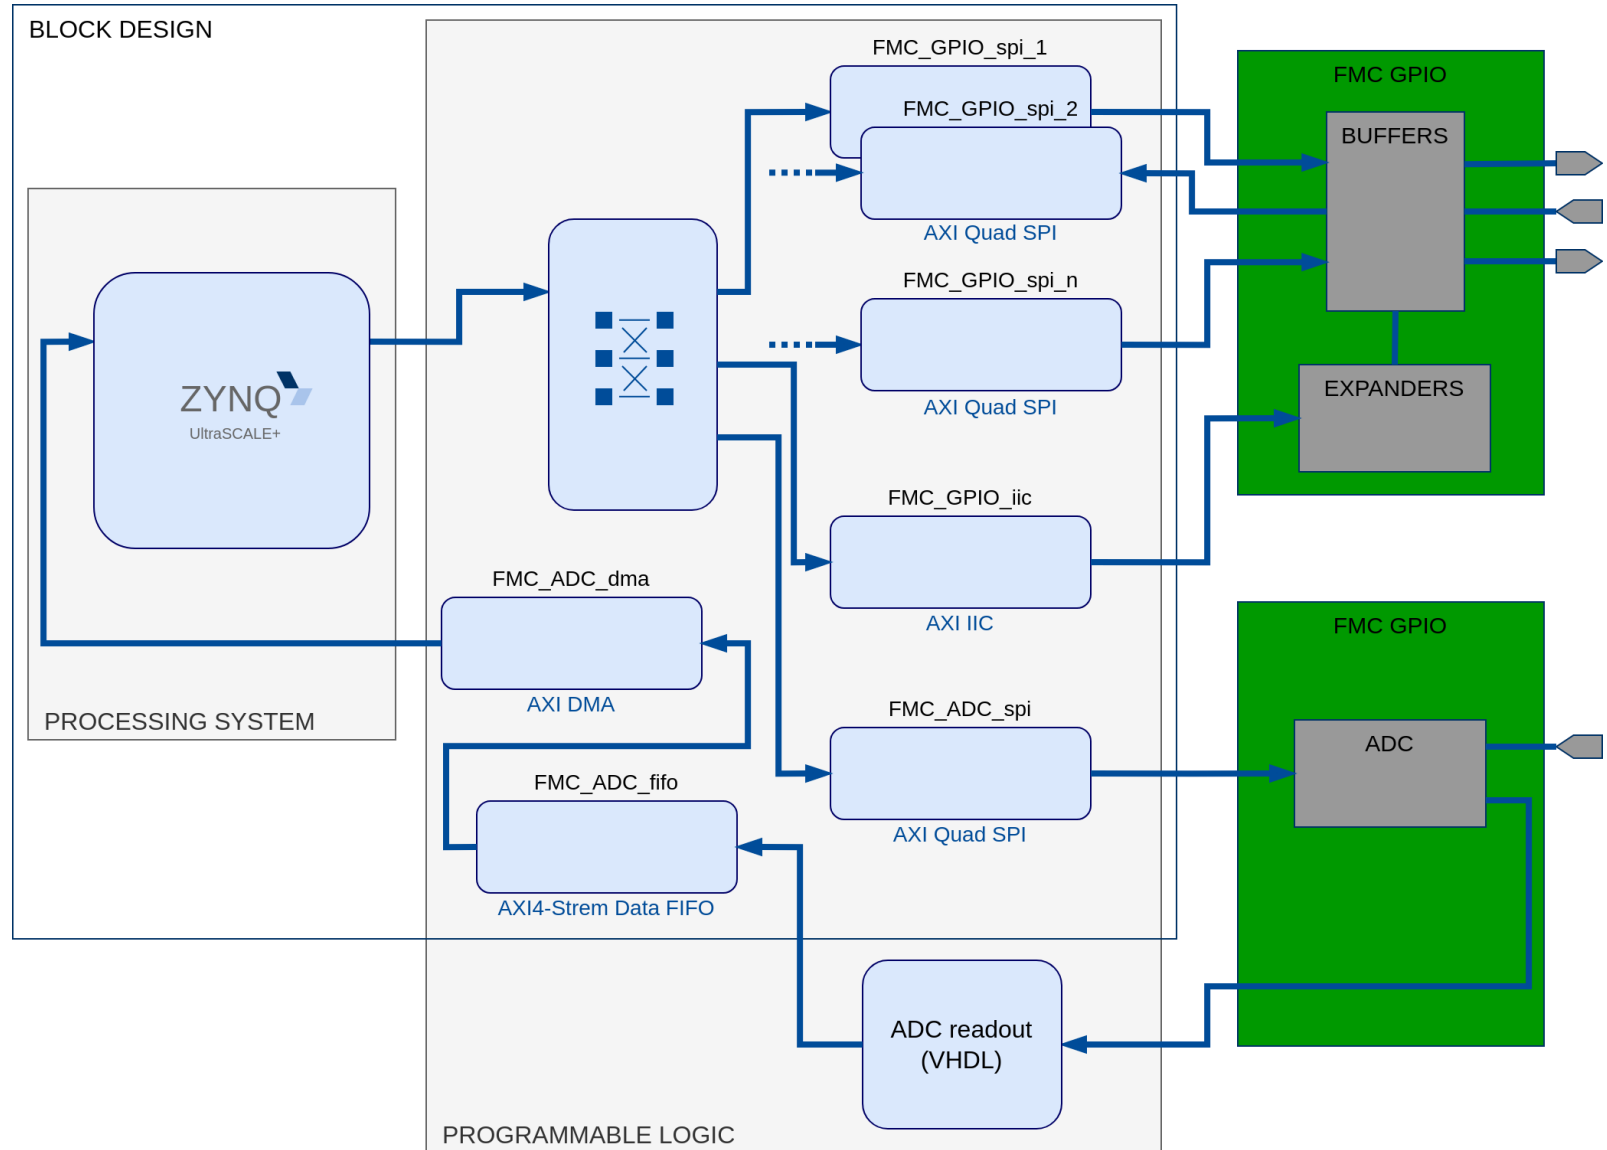 BLOCK DESIGN
FMC_GPIO_spi_1
FMC_GPIO_spi_2
AXI Quad SPI
FMC_GPIO_spi_n
AXI Quad SPI
ZYNQ
UltraSCALE+
FMC_GPIO_iic
AXI IIC
FMC_ADC_dma
AXI DMA
PROCESSING SYSTEM
FMC_ADC_spi
AXI Quad SPI
FMC_ADC_fifo
AXI4-Strem Data FIFO
ADC readout
(VHDL)
PROGRAMMABLE LOGIC
FMC GPIO
BUFFERS
EXPANDERS
FMC GPIO
ADC